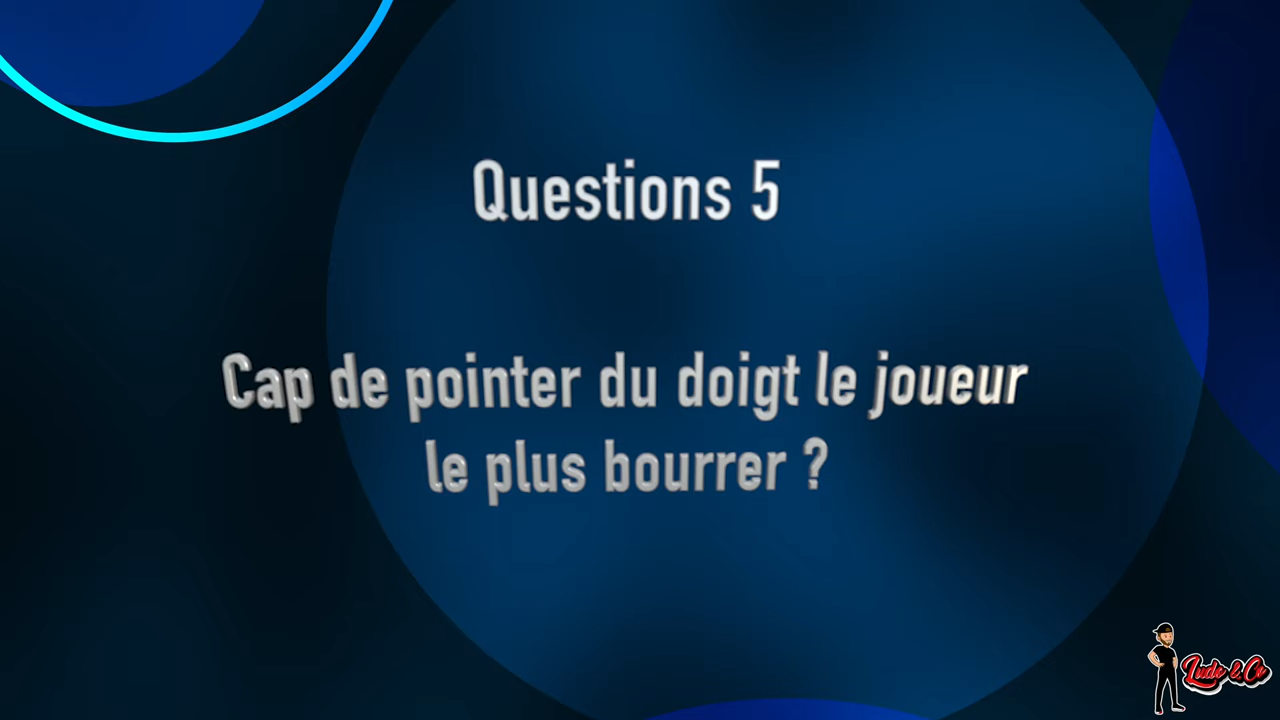 Questions 5
Cap de pointer du doigt le joueur
le plus bourrer ?
Ludo & Co